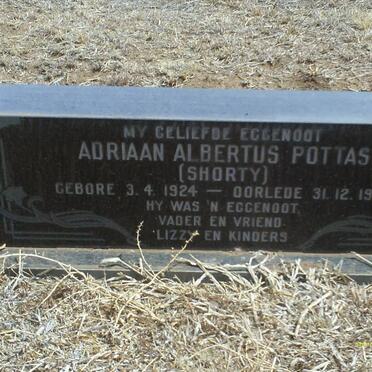 MY GELIEFDE EGGENOOT
ADRIAAN ALBERTUS POTTAS
(SHORTY)
GEBORE 3.4.1924 — OORLEDE 31.12.19
HY WAS 'N EGGENOOT,
VADER EN VRIEND.
LIZZY EN KINDERS